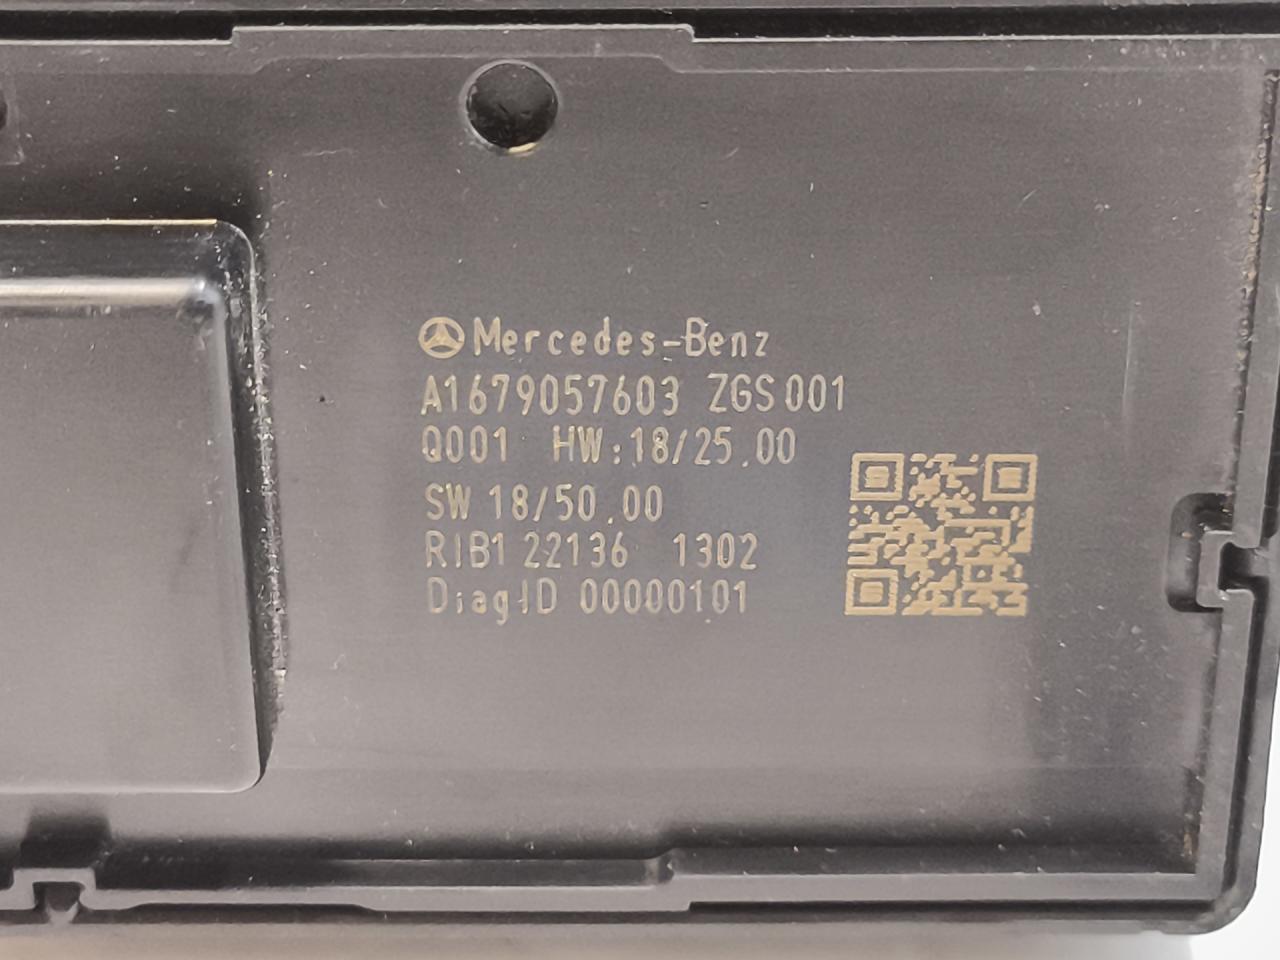 Mercedes-Benz
A1679057603 ZGS001
Q001 HW:18/25.00
SW 18/50.00
RIB1 22136 1302
DiagID 00000101